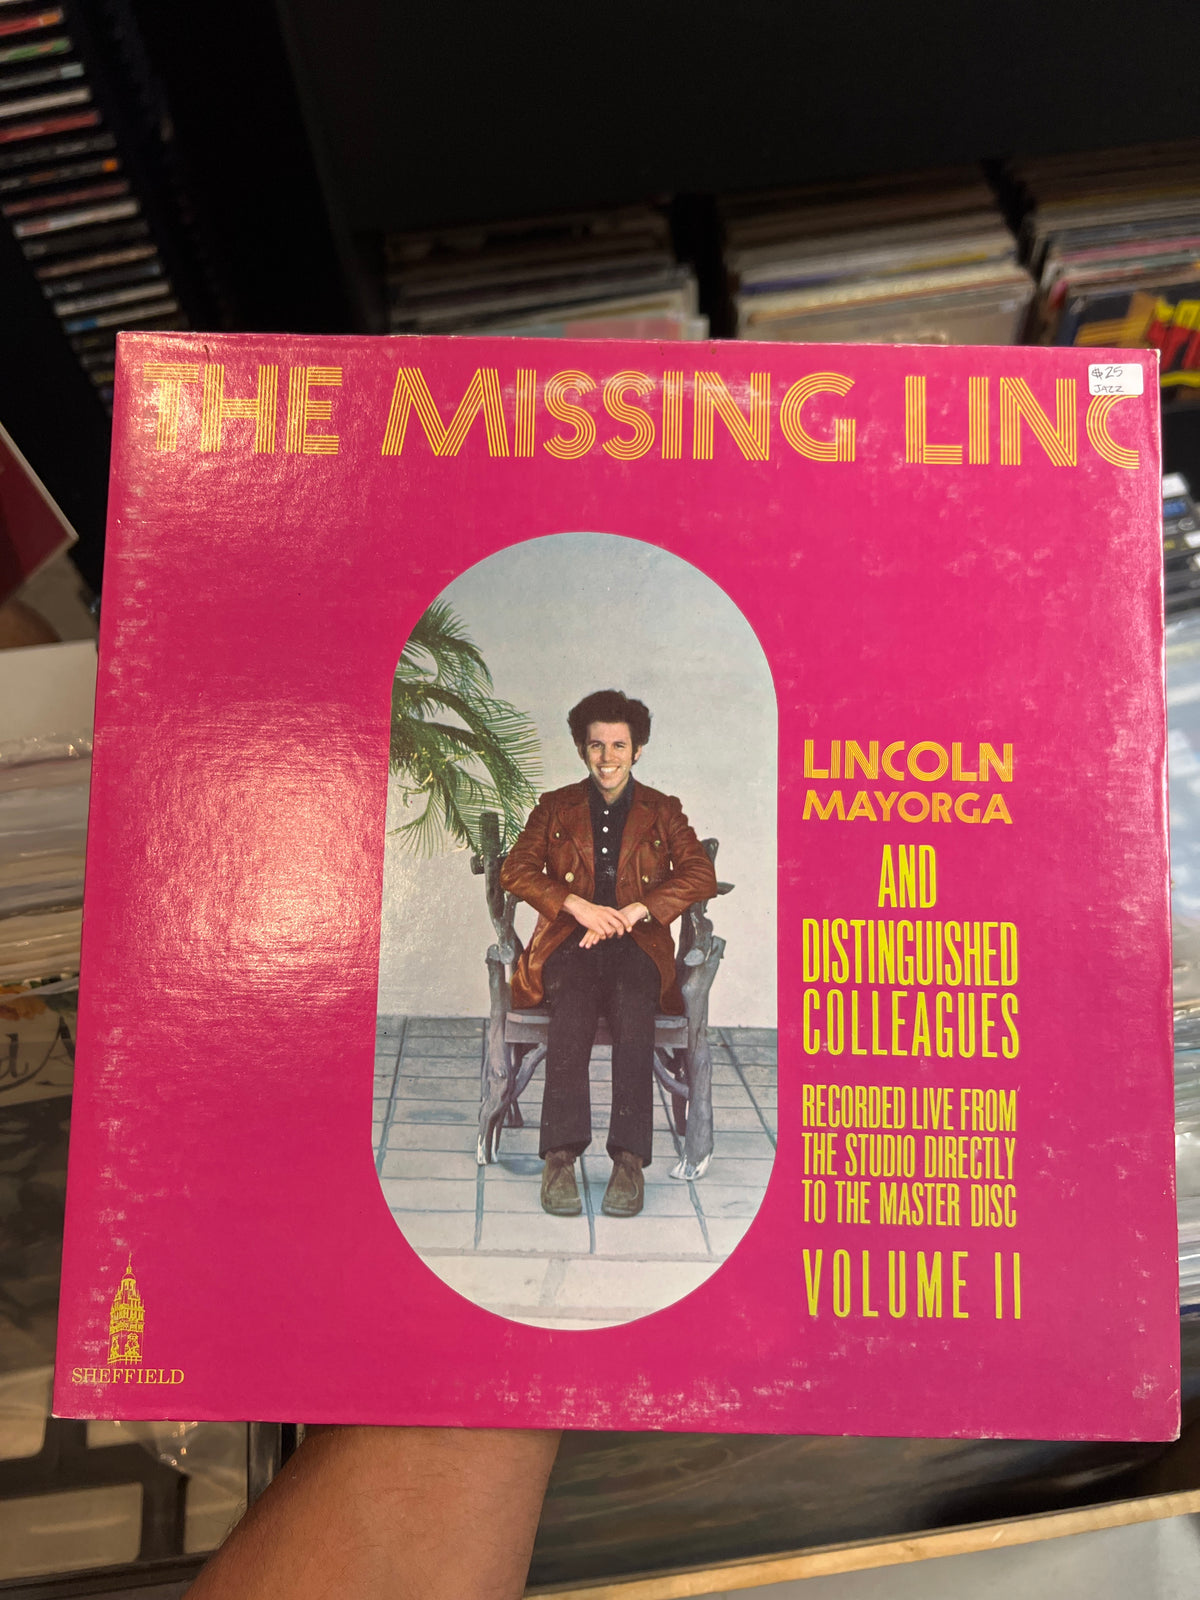 THE MISSING LINC
$25
JAZZ
LINCOLN
MAYORGA
AND
DISTINGUISHED
COLLEAGUES
RECORDED LIVE FROM
THE STUDIO DIRECTLY
TO THE MASTER DISC
VOLUME II
SHEFFIELD